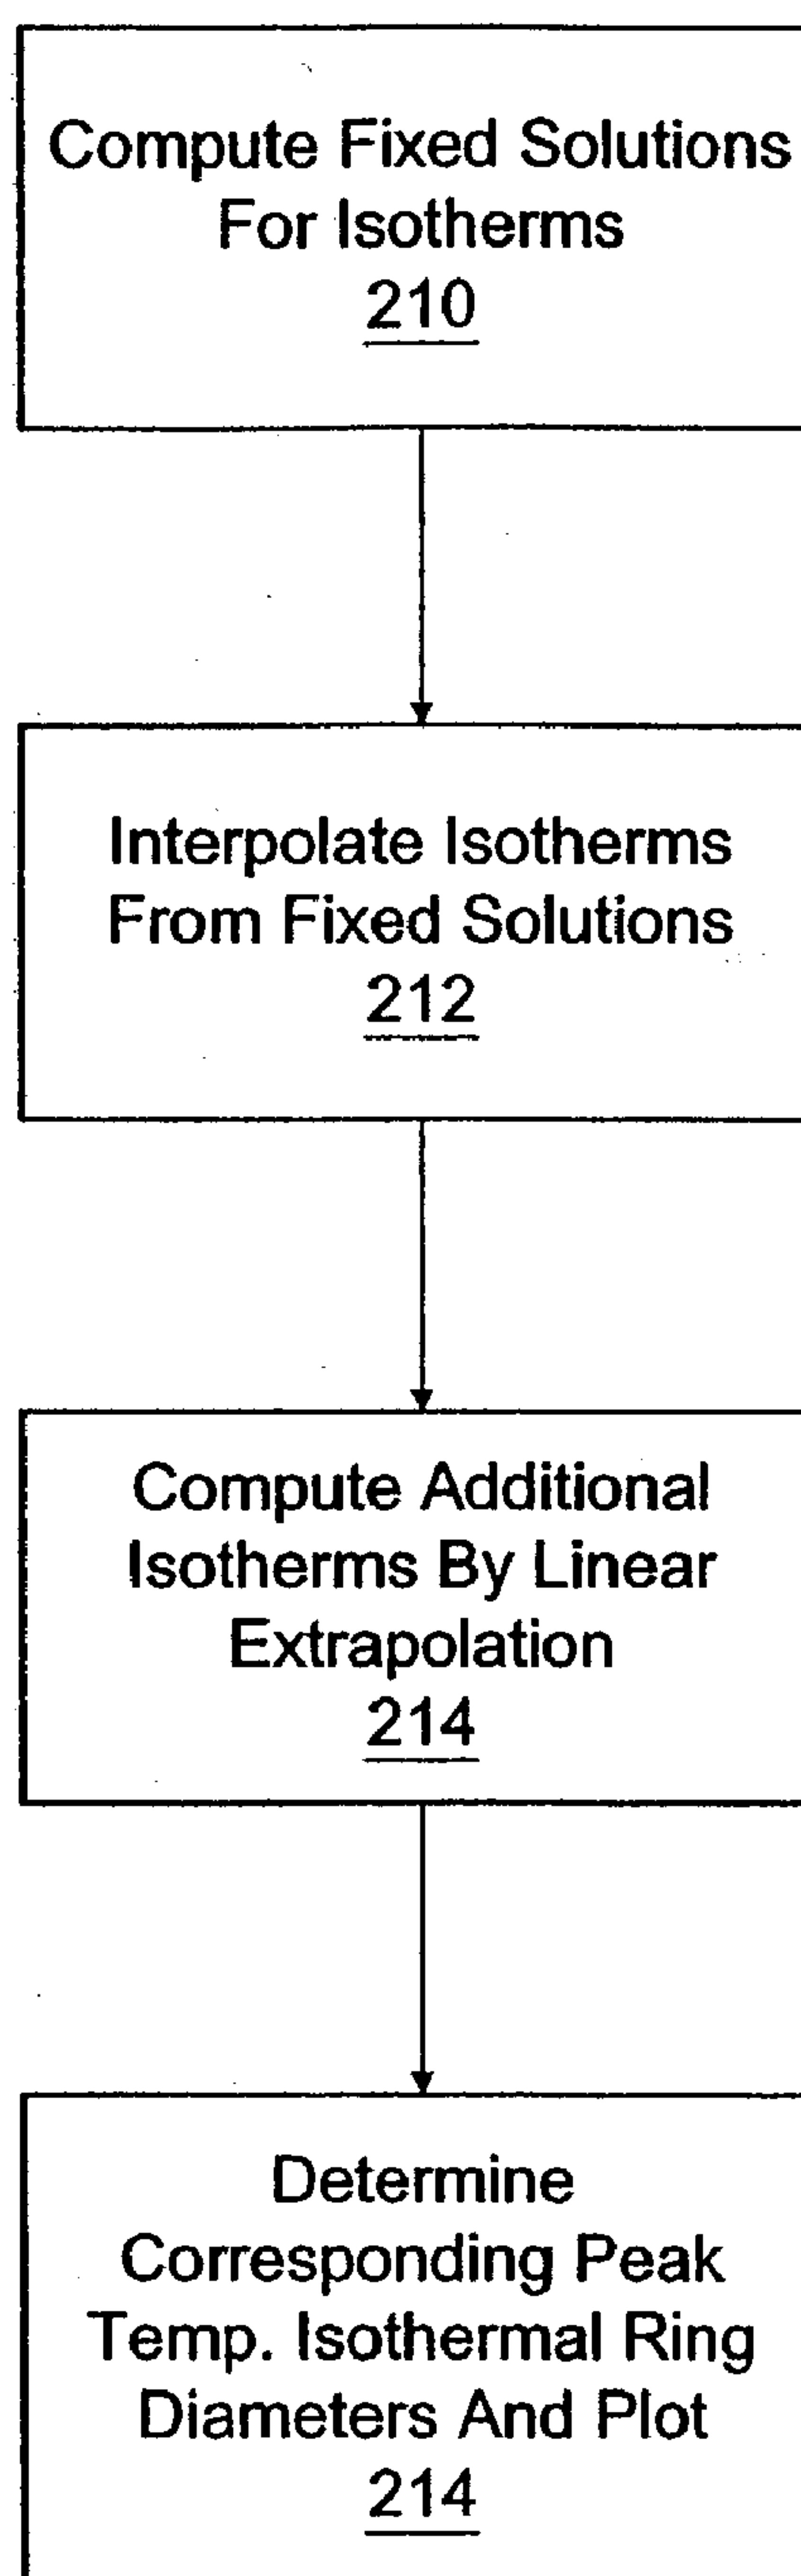 Compute Fixed Solutions
For Isotherms
210
Interpolate Isotherms
From Fixed Solutions
212
Compute Additional
Isotherms By Linear
Extrapolation
214
Determine
Corresponding Peak
Temp. Isothermal Ring
Diameters And Plot
214